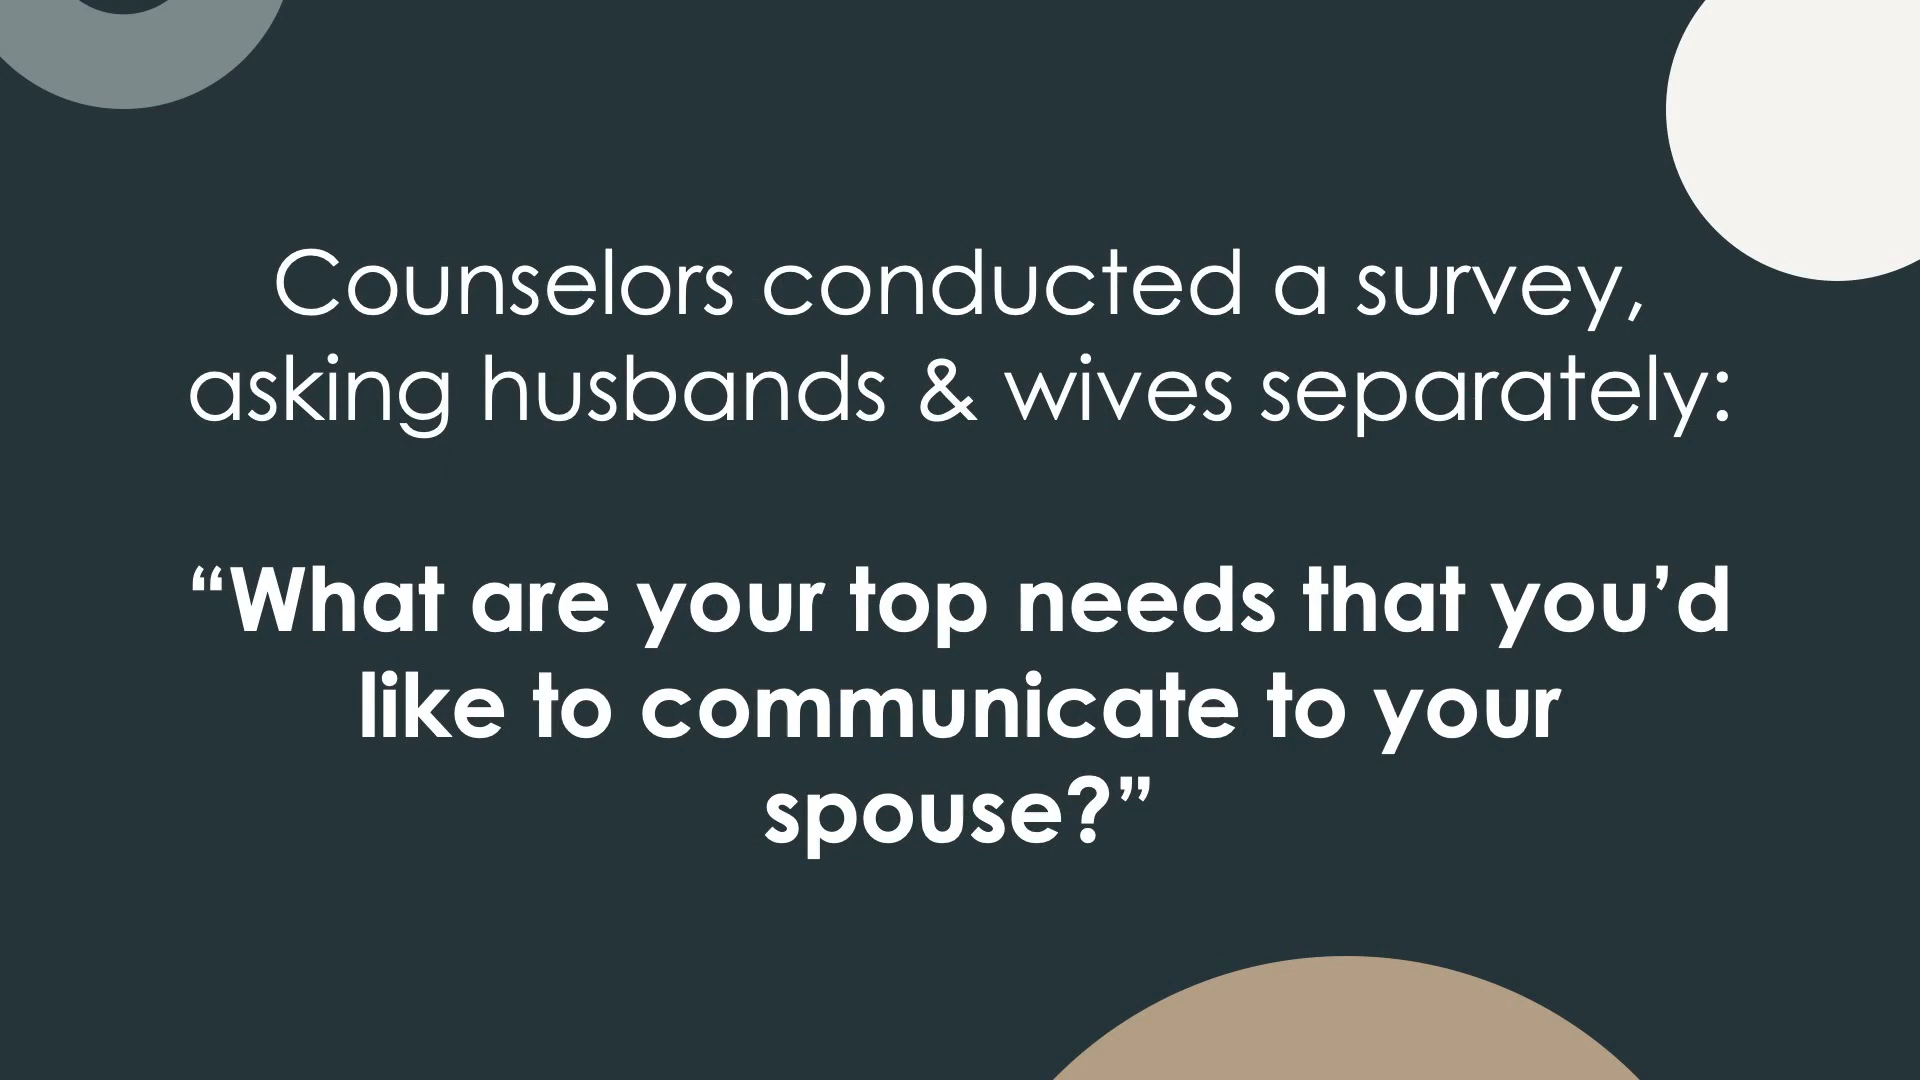 Counselors conducted a survey,
asking husbands & wives separately:
“What are your top needs that you’d
like to communicate to your
spouse?”